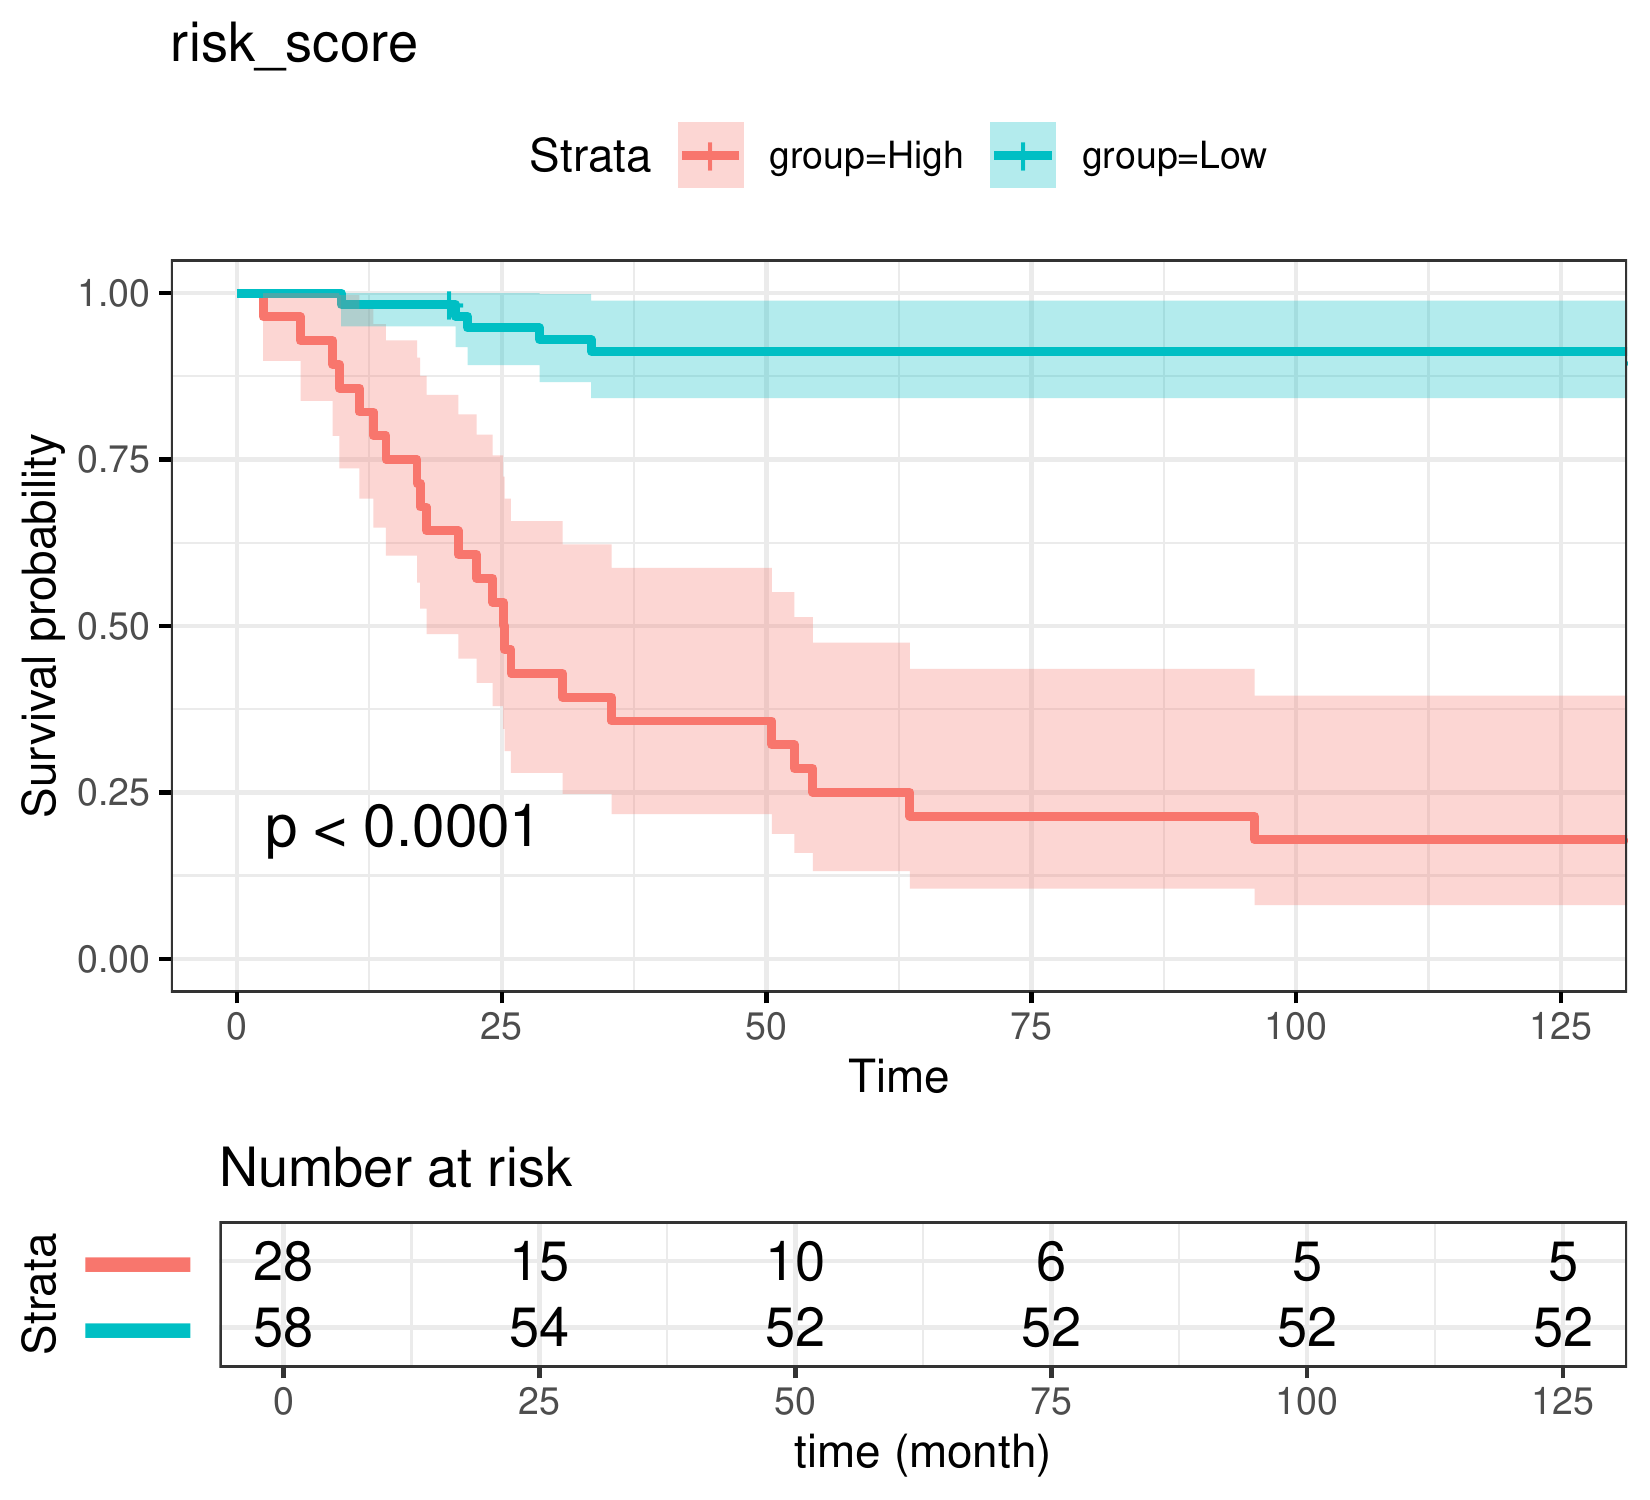 risk_score
Strata group=High group=Low
1.00
0.75
0.50
0.25
0.00
Survival probability
p < 0.0001
0 25 50 75 100 125
Time
Number at risk
Strata
28 15 10 6 5 5
58 54 52 52 52 52
0 25 50 75 100 125
time (month)